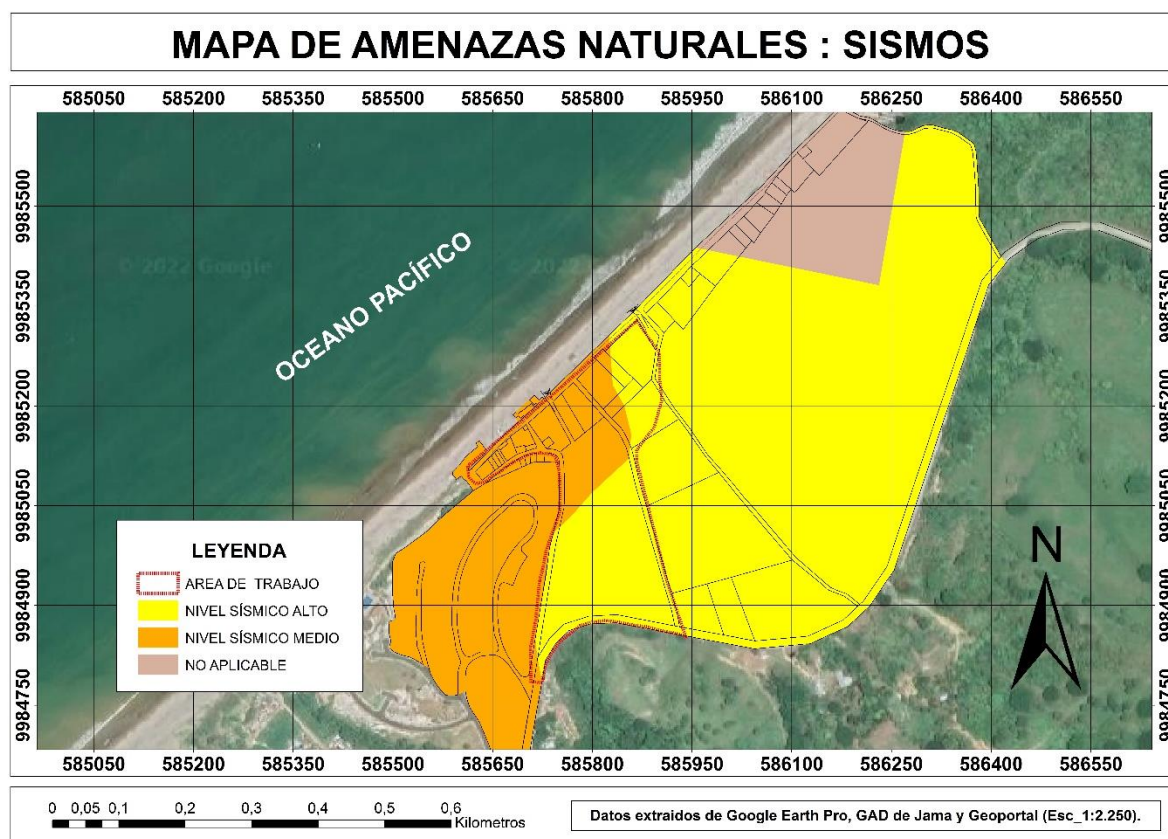 MAPA DE AMENAZAS NATURALES : SISMOS
585050 585200 585350 585500 585650 585800 585950 586100 586250 586400 586550
9985500 9985500
© 2022 Google
OCEANO PACÍFICO
9985350 9985350
9985200 9985200
9985050 9985050
LEYENDA
AREA DE TRABAJO
NIVEL SÍSMICO ALTO
NIVEL SÍSMICO MEDIO
NO APLICABLE
N
9984900 9984900
9984750 9984750
585050 585200 585350 585500 585650 585800 585950 586100 586250 586400 586550
0 0,05 0,1 0,2 0,3 0,4 0,5 0,6
Kilometros
Datos extraidos de Google Earth Pro, GAD de Jama y Geoportal (Esc_1:2.250).